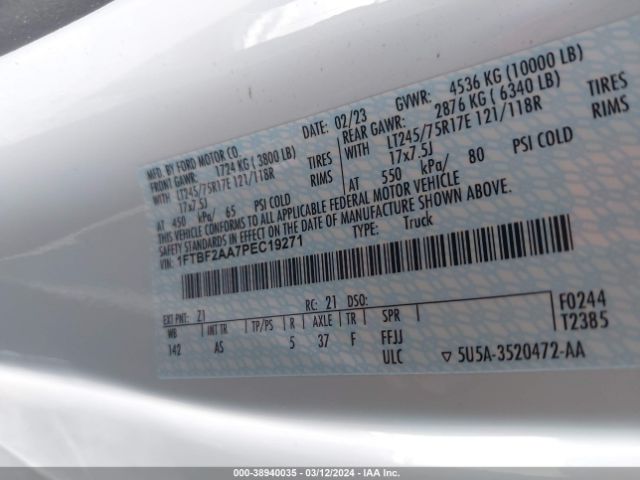 MFD. BY FORD MOTOR CO.
DATE: 02/23 GVWR: 4536 KG (10000 LB)
FRONT GAWR: 1724 KG (3800 LB)
REAR GAWR: 2876 KG (6340 LB)
WITH LT245/75R17E 121/118R TIRES
WITH LT245/75R17E 121/118R TIRES
17x7.5J RIMS
17x7.5J RIMS
AT 450 kPa/ 65 PSI COLD
AT 550 kPa/ 80 PSI COLD
THIS VEHICLE CONFORMS TO ALL APPLICABLE FEDERAL MOTOR VEHICLE
SAFETY STANDARDS IN EFFECT ON THE DATE OF MANUFACTURE SHOWN ABOVE.
VIN: 1FTBF2AA7PEC19271 TYPE: Truck
EXT PNT: Z1 RC: 21 DSO: F0244
WB INT TR TP/PS R AXLE TR SPR T2385
142 AS 5 37 F FFJJ
ULC ▽ 5U5A-3520472-AA
000-38940035 - 03/12/2024 - IAA Inc.